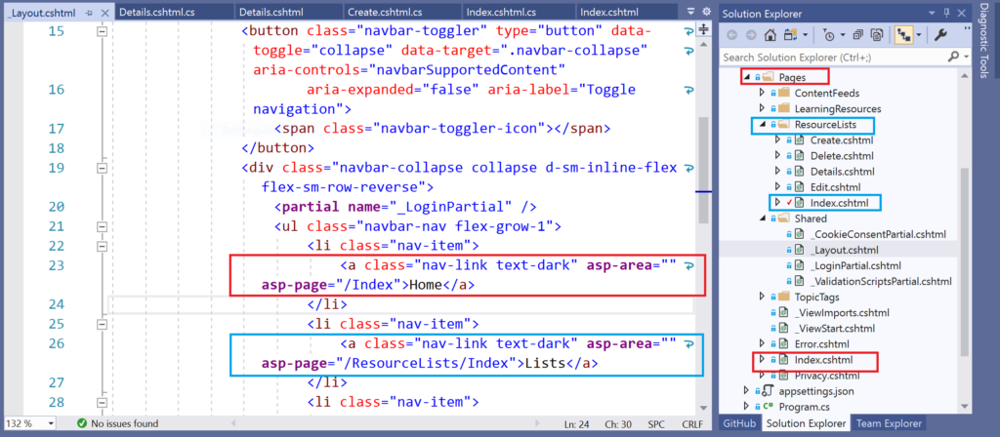 _Layout.cshtml
Details.cshtml
Create.cshtml.cs
Details.cshtml
Index.cshtml.cs
Index.cshtml
15 <button class="navbar-toggler" type="button" data-
toggle="collapse" data-target=".navbar-collapse"
aria-controls="navbarSupportedContent"
16 aria-expanded="false" aria-label="Toggle
navigation">
17 <span class="navbar-toggler-icon"></span>
18 </button>
19 <div class="navbar-collapse collapse d-sm-inline-flex
flex-sm-row-reverse">
20 <partial name="_LoginPartial" />
21 <ul class="navbar-nav flex-grow-1">
22 <li class="nav-item">
23 <a class="nav-link text-dark" asp-area=""
asp-page="/Index">Home</a>
24 </li>
25 <li class="nav-item">
26 <a class="nav-link text-dark" asp-area=""
asp-page="/ResourceLists/Index">Lists</a>
27 </li>
28 <li class="nav-item">
132 %
No issues found
Ln: 24
Ch: 30
SPC
CRLF
Solution Explorer
Search Solution Explorer (Ctrl+;)
Pages
ContentFeeds
LearningResources
ResourceLists
Create.cshtml
Delete.cshtml
Details.cshtml
Edit.cshtml
Index.cshtml
Shared
_CookieConsentPartial.cshtml
_Layout.cshtml
_LoginPartial.cshtml
_ValidationScriptsPartial.cshtml
TopicTags
_ViewImports.cshtml
_ViewStart.cshtml
Error.cshtml
Index.cshtml
Privacy.cshtml
appsettings.json
C# Program.cs
GitHub
Solution Explorer
Team Explorer
Diagnostic Tools